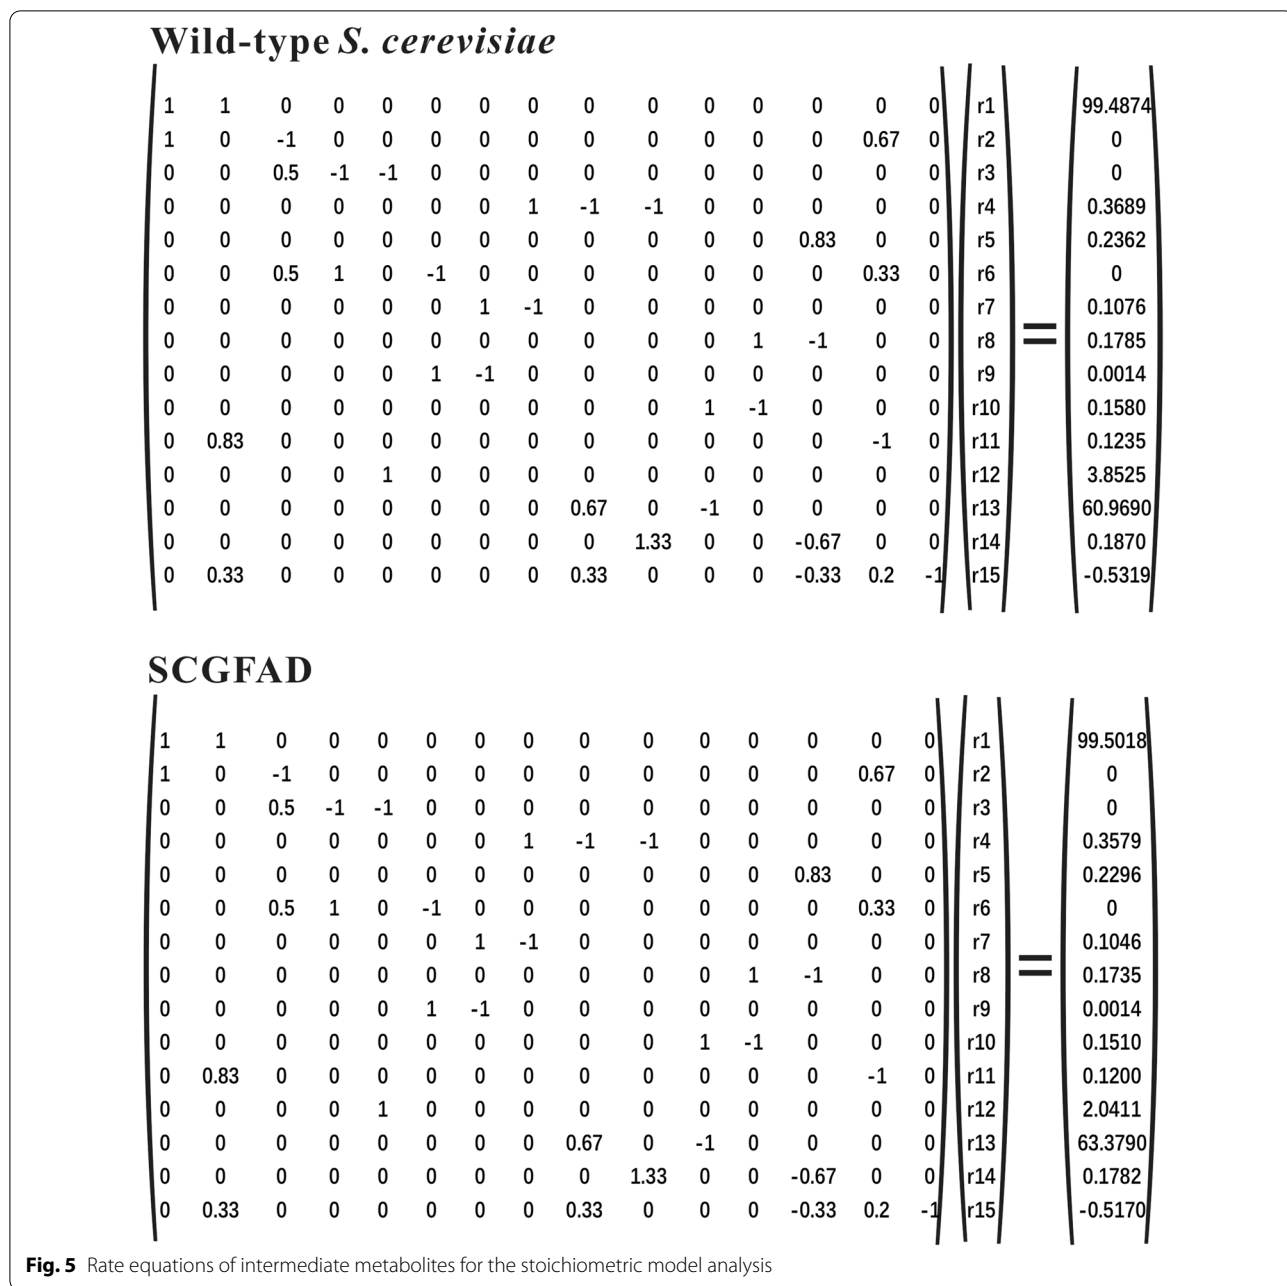 Wild-type S. cerevisiae
1 1 0 0 0 0 0 0 0 0 0 0 0 0 0 r1 99.4874
1 0 -1 0 0 0 0 0 0 0 0 0 0 0.67 0 r2 0
0 0 0.5 -1 -1 0 0 0 0 0 0 0 0 0 0 r3 0
0 0 0 0 0 0 0 1 -1 -1 0 0 0 0 0 r4 0.3689
0 0 0 0 0 0 0 0 0 0 0 0 0.83 0 0 r5 0.2362
0 0 0.5 1 0 -1 0 0 0 0 0 0 0 0.33 0 r6 0
0 0 0 0 0 0 1 -1 0 0 0 0 0 0 0 r7 = 0.1076
0 0 0 0 0 0 0 0 0 0 0 1 -1 0 0 r8 0.1785
0 0 0 0 0 1 -1 0 0 0 0 0 0 0 0 r9 0.0014
0 0 0 0 0 0 0 0 0 0 1 -1 0 0 0 r10 0.1580
0 0.83 0 0 0 0 0 0 0 0 0 0 0 -1 0 r11 0.1235
0 0 0 0 1 0 0 0 0 0 0 0 0 0 0 r12 3.8525
0 0 0 0 0 0 0 0 0.67 0 -1 0 0 0 0 r13 60.9690
0 0 0 0 0 0 0 0 0 1.33 0 0 -0.67 0 0 r14 0.1870
0 0.33 0 0 0 0 0 0 0.33 0 0 0 -0.33 0.2 -1 r15 -0.5319
SCGFAD
1 1 0 0 0 0 0 0 0 0 0 0 0 0 0 r1 99.5018
1 0 -1 0 0 0 0 0 0 0 0 0 0 0.67 0 r2 0
0 0 0.5 -1 -1 0 0 0 0 0 0 0 0 0 0 r3 0
0 0 0 0 0 0 0 1 -1 -1 0 0 0 0 0 r4 0.3579
0 0 0 0 0 0 0 0 0 0 0 0 0.83 0 0 r5 0.2296
0 0 0.5 1 0 -1 0 0 0 0 0 0 0 0.33 0 r6 0
0 0 0 0 0 0 1 -1 0 0 0 0 0 0 0 r7 = 0.1046
0 0 0 0 0 0 0 0 0 0 0 1 -1 0 0 r8 0.1735
0 0 0 0 0 1 -1 0 0 0 0 0 0 0 0 r9 0.0014
0 0 0 0 0 0 0 0 0 0 1 -1 0 0 0 r10 0.1510
0 0.83 0 0 0 0 0 0 0 0 0 0 0 -1 0 r11 0.1200
0 0 0 0 1 0 0 0 0 0 0 0 0 0 0 r12 2.0411
0 0 0 0 0 0 0 0 0.67 0 -1 0 0 0 0 r13 63.3790
0 0 0 0 0 0 0 0 0 1.33 0 0 -0.67 0 0 r14 0.1782
0 0.33 0 0 0 0 0 0 0.33 0 0 0 -0.33 0.2 -1 r15 -0.5170
Fig. 5 Rate equations of intermediate metabolites for the stoichiometric model analysis